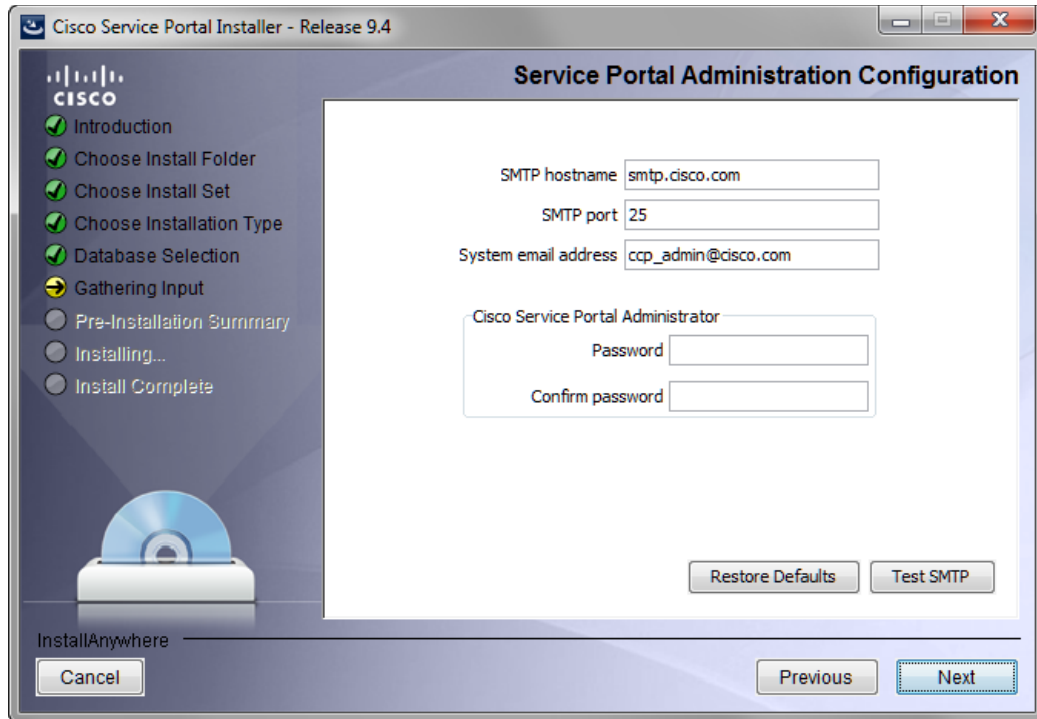 Cisco Service Portal Installer - Release 9.4
CISCO
Service Portal Administration Configuration
Introduction
Choose Install Folder
Choose Install Set
Choose Installation Type
Database Selection
Gathering Input
Pre-Installation Summary
Installing...
Install Complete
SMTP hostname smtp.cisco.com
SMTP port 25
System email address ccp_admin@cisco.com
Cisco Service Portal Administrator
Password
Confirm password
Restore Defaults Test SMTP
InstallAnywhere
Cancel Previous Next